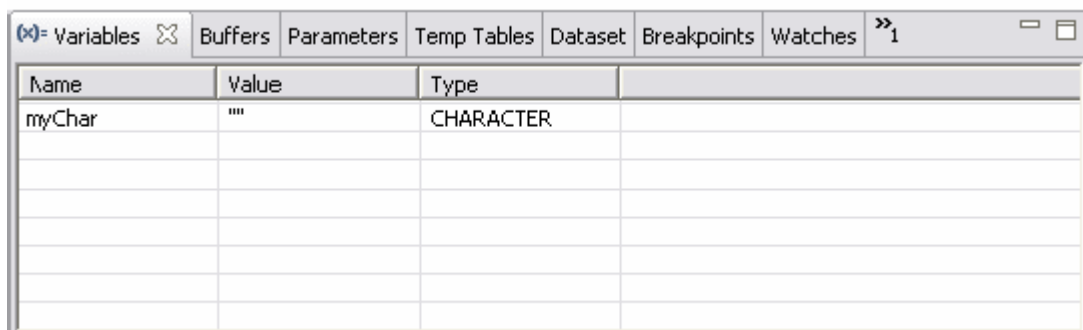 (x)= Variables Buffers Parameters Temp Tables Dataset Breakpoints Watches »1
Name Value Type
myChar "" CHARACTER